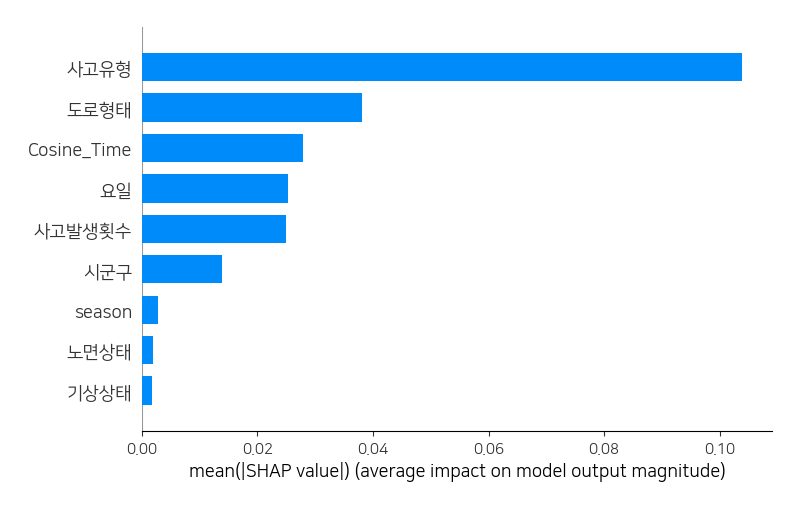 사고유형
도로형태
Cosine_Time
요일
사고발생횟수
시군구
season
노면상태
기상상태
0.00 0.02 0.04 0.06 0.08 0.10
mean(|SHAP value|) (average impact on model output magnitude)